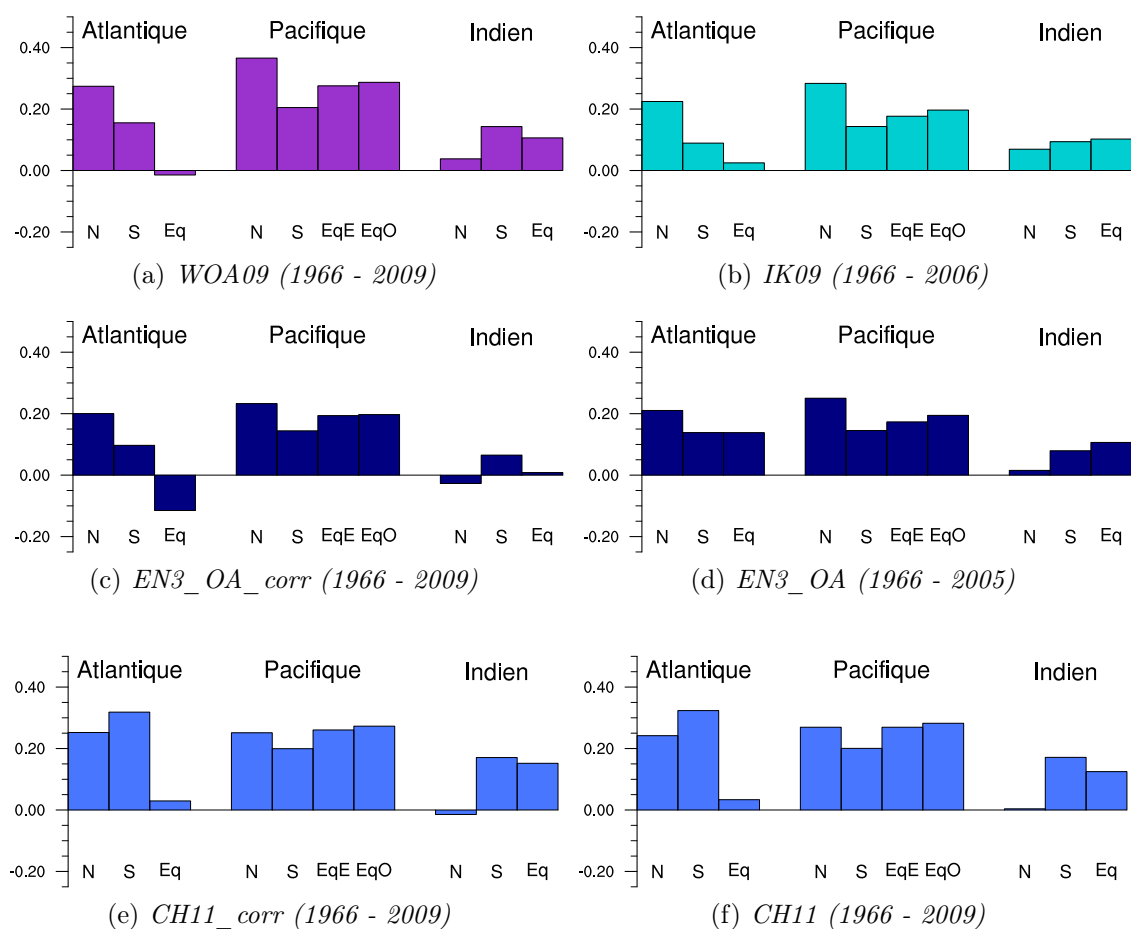 Atlantique Pacifique Indien
0.40
0.20
0.00
-0.20
N S Eq N S EqE EqO N S Eq
(a) WOA09 (1966 - 2009)
Atlantique Pacifique Indien
0.40
0.20
0.00
-0.20
N S Eq N S EqE EqO N S Eq
(b) IK09 (1966 - 2006)
Atlantique Pacifique Indien
0.40
0.20
0.00
-0.20
N S Eq N S EqE EqO N S Eq
(c) EN3_OA_corr (1966 - 2009)
Atlantique Pacifique Indien
0.40
0.20
0.00
-0.20
N S Eq N S EqE EqO N S Eq
(d) EN3_OA (1966 - 2005)
Atlantique Pacifique Indien
0.40
0.20
0.00
-0.20
N S Eq N S EqE EqO N S Eq
(e) CH11_corr (1966 - 2009)
Atlantique Pacifique Indien
0.40
0.20
0.00
-0.20
N S Eq N S EqE EqO N S Eq
(f) CH11 (1966 - 2009)